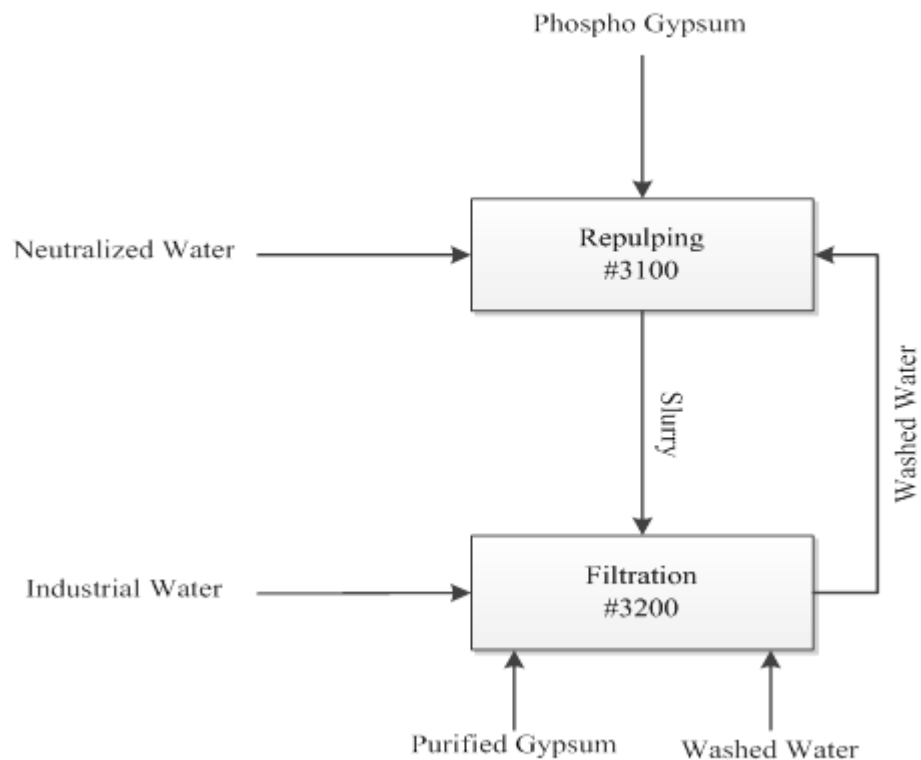 Phospho Gypsum
Repulping
#3100
Neutralized Water
Slurry
Washed Water
Filtration
#3200
Industrial Water
Purified Gypsum
Washed Water